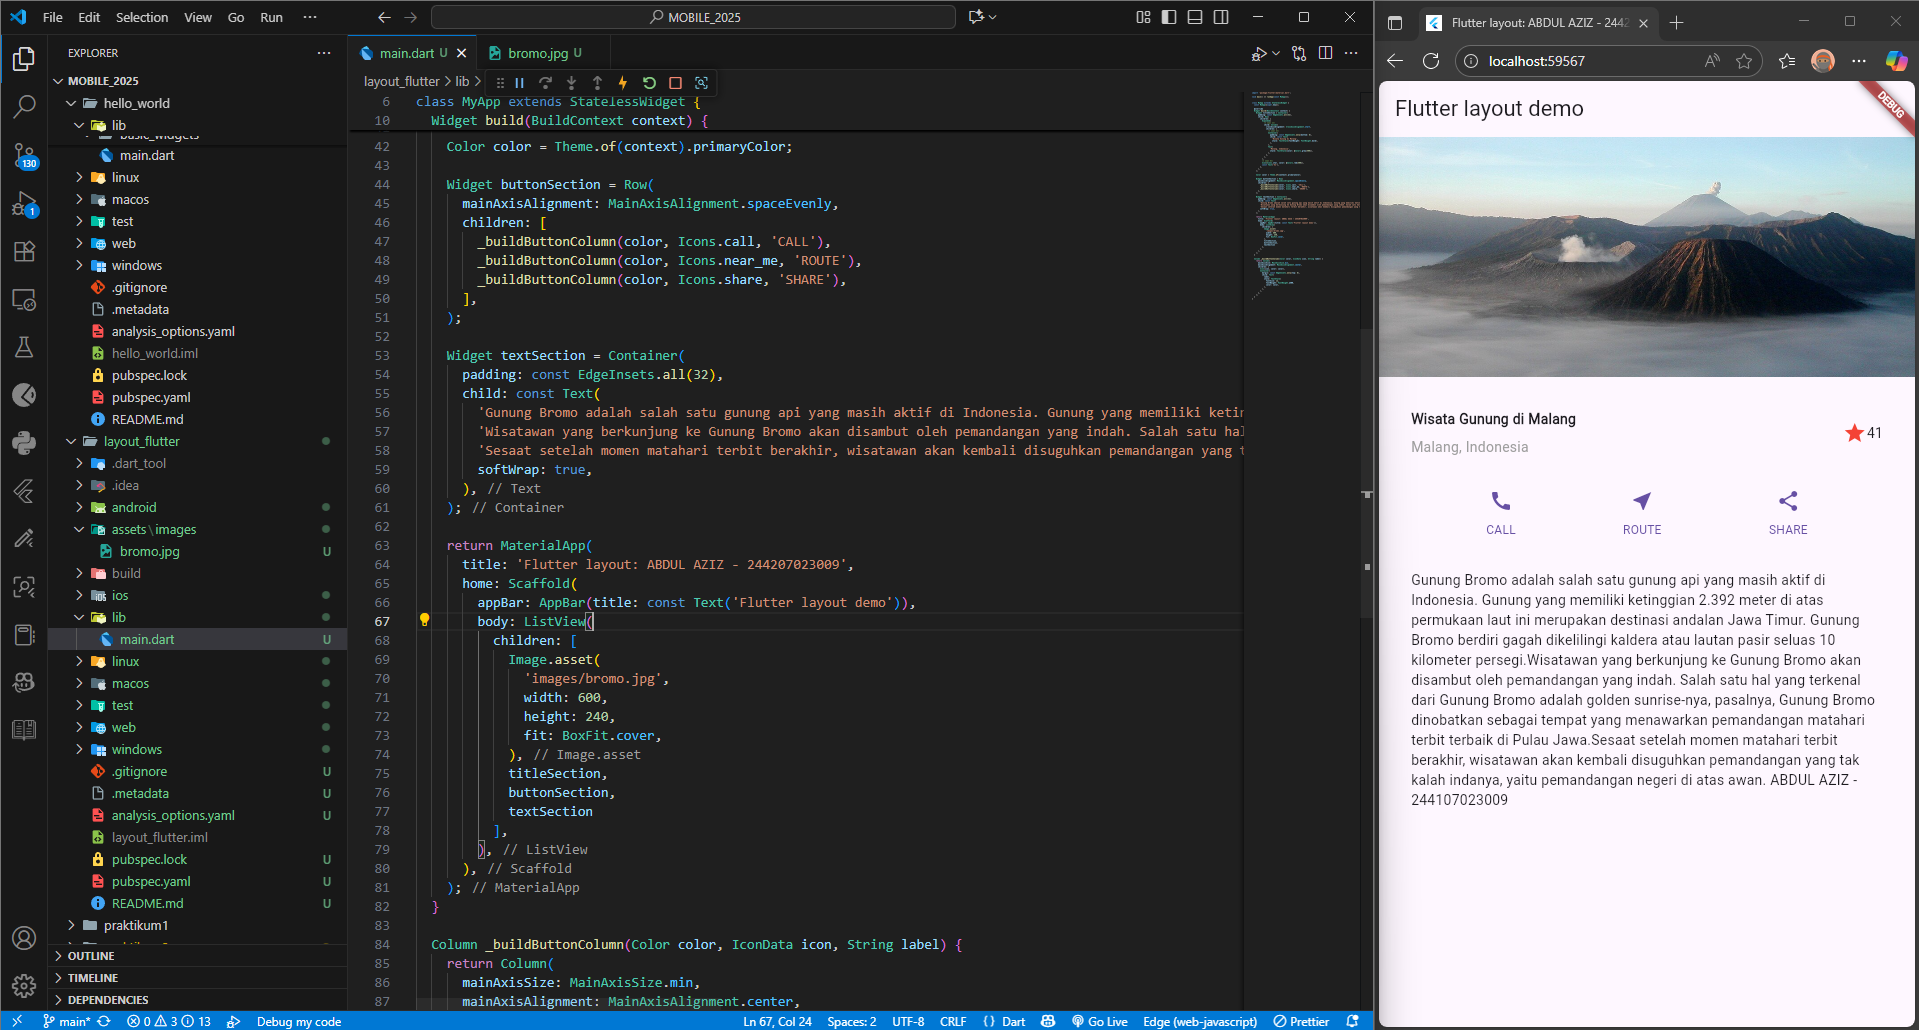 File Edit Selection View Go Run ···
MOBILE_2025
EXPLORER ···
MOBILE_2025
hello_world
lib
main.dart
linux
macos
test
web
windows
.gitignore
.metadata
analysis_options.yaml
hello_world.iml
pubspec.lock
pubspec.yaml
README.md
layout_flutter
.dart_tool
.idea
android
assets\images
bromo.jpg U
build
ios
lib
main.dart U
linux
macos
test
web
windows
.gitignore U
.metadata U
analysis_options.yaml U
layout_flutter.iml
pubspec.lock U
pubspec.yaml U
README.md U
praktikum1
OUTLINE
TIMELINE
DEPENDENCIES
130
1
main.dart U
bromo.jpg U
layout_flutter > lib >
6 class MyApp extends StatelessWidget {
10 Widget build(BuildContext context) {
42 Color color = Theme.of(context).primaryColor;
43
44 Widget buttonSection = Row(
45 mainAxisAlignment: MainAxisAlignment.spaceEvenly,
46 children: [
47 _buildButtonColumn(color, Icons.call, 'CALL'),
48 _buildButtonColumn(color, Icons.near_me, 'ROUTE'),
49 _buildButtonColumn(color, Icons.share, 'SHARE'),
50 ],
51 );
52
53 Widget textSection = Container(
54 padding: const EdgeInsets.all(32),
55 child: const Text(
56 'Gunung Bromo adalah salah satu gunung api yang masih aktif di Indonesia. Gunung yang memiliki ketin
57 'Wisatawan yang berkunjung ke Gunung Bromo akan disambut oleh pemandangan yang indah. Salah satu hal
58 'Sesaat setelah momen matahari terbit berakhir, wisatawan akan kembali disuguhkan pemandangan yang t
59 softWrap: true,
60 ), // Text
61 ); // Container
62
63 return MaterialApp(
64 title: 'Flutter layout: ABDUL AZIZ - 244207023009',
65 home: Scaffold(
66 appBar: AppBar(title: const Text('Flutter layout demo')),
67 body: ListView(
68 children: [
69 Image.asset(
70 'images/bromo.jpg',
71 width: 600,
72 height: 240,
73 fit: BoxFit.cover,
74 ), // Image.asset
75 titleSection,
76 buttonSection,
77 textSection
78 ],
79 ), // ListView
80 ), // Scaffold
81 ); // MaterialApp
82 }
83
84 Column _buildButtonColumn(Color color, IconData icon, String label) {
85 return Column(
86 mainAxisSize: MainAxisSize.min,
87 mainAxisAlignment: MainAxisAlignment.center,
main* 0 3 13 Debug my code
Ln 67, Col 24 Spaces: 2 UTF-8 CRLF Dart Go Live Edge (web-javascript) Prettier
Flutter layout: ABDUL AZIZ - 2442
localhost:59567
Flutter layout demo
DEBUG
Wisata Gunung di Malang
Malang, Indonesia
41
CALL ROUTE SHARE
Gunung Bromo adalah salah satu gunung api yang masih aktif di
Indonesia. Gunung yang memiliki ketinggian 2.392 meter di atas
permukaan laut ini merupakan destinasi andalan Jawa Timur. Gunung
Bromo berdiri gagah dikelilingi kaldera atau lautan pasir seluas 10
kilometer persegi.Wisatawan yang berkunjung ke Gunung Bromo akan
disambut oleh pemandangan yang indah. Salah satu hal yang terkenal
dari Gunung Bromo adalah golden sunrise-nya, pasalnya, Gunung Bromo
dinobatkan sebagai tempat yang menawarkan pemandangan matahari
terbit terbaik di Pulau Jawa.Sesaat setelah momen matahari terbit
berakhir, wisatawan akan kembali disuguhkan pemandangan yang tak
kalah indanya, yaitu pemandangan negeri di atas awan. ABDUL AZIZ -
244107023009